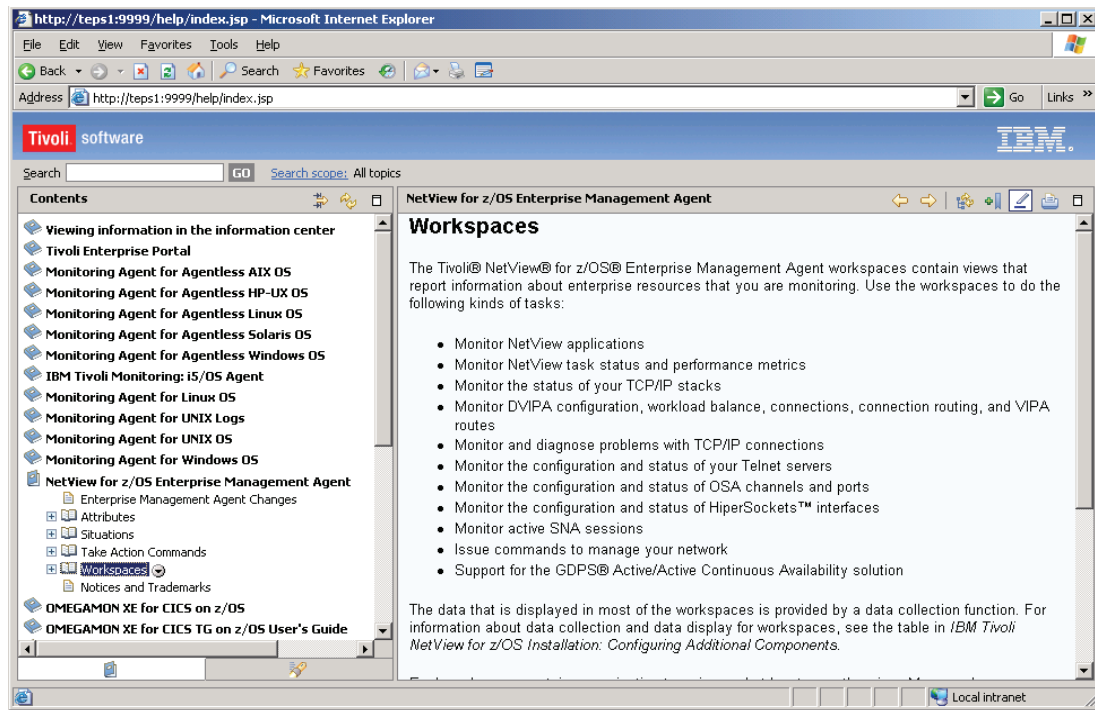 http://teps1:9999/help/index.jsp - Microsoft Internet Explorer
File Edit View Favorites Tools Help
Back Search Favorites
Address http://teps1:9999/help/index.jsp Go Links »
Tivoli. software IBM.
Search GO Search scope: All topics
Contents
Viewing information in the information center
Tivoli Enterprise Portal
Monitoring Agent for Agentless AIX OS
Monitoring Agent for Agentless HP-UX OS
Monitoring Agent for Agentless Linux OS
Monitoring Agent for Agentless Solaris OS
Monitoring Agent for Agentless Windows OS
IBM Tivoli Monitoring: i5/OS Agent
Monitoring Agent for Linux OS
Monitoring Agent for UNIX Logs
Monitoring Agent for UNIX OS
Monitoring Agent for Windows OS
NetView for z/OS Enterprise Management Agent
Enterprise Management Agent Changes
Attributes
Situations
Take Action Commands
Workspaces
Notices and Trademarks
OMEGAMON XE for CICS on z/OS
OMEGAMON XE for CICS TG on z/OS User's Guide
NetView for z/OS Enterprise Management Agent
Workspaces
The Tivoli® NetView® for z/OS® Enterprise Management Agent workspaces contain views that
report information about enterprise resources that you are monitoring. Use the workspaces to do the
following kinds of tasks:
• Monitor NetView applications
• Monitor NetView task status and performance metrics
• Monitor the status of your TCP/IP stacks
• Monitor DVIPA configuration, workload balance, connections, connection routing, and VIPA
routes
• Monitor and diagnose problems with TCP/IP connections
• Monitor the configuration and status of your Telnet servers
• Monitor the configuration and status of OSA channels and ports
• Monitor the configuration and status of HiperSockets™ interfaces
• Monitor active SNA sessions
• Issue commands to manage your network
• Support for the GDPS® Active/Active Continuous Availability solution
The data that is displayed in most of the workspaces is provided by a data collection function. For
information about data collection and data display for workspaces, see the table in IBM Tivoli
NetView for z/OS Installation: Configuring Additional Components.
Local intranet